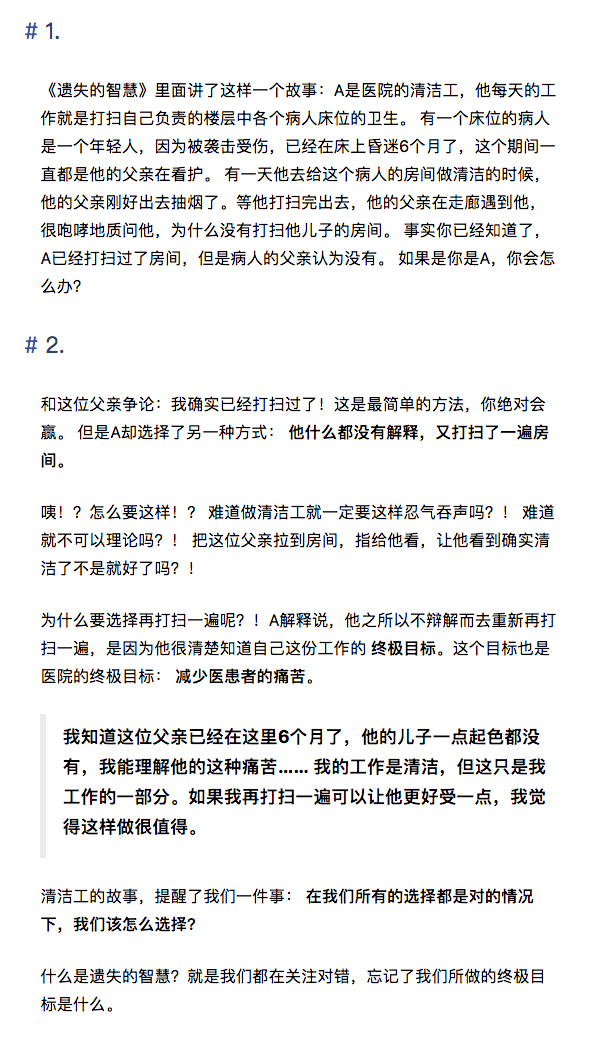 # 1.
《遗失的智慧》里面讲了这样一个故事：A是医院的清洁工，他每天的工
作就是打扫自己负责的楼层中各个病人床位的卫生。 有一个床位的病人
是一个年轻人，因为被袭击受伤，已经在床上昏迷6个月了，这个期间一
直都是他的父亲在看护。 有一天他去给这个病人的房间做清洁的时候，
他的父亲刚好出去抽烟了。等他打扫完出去，他的父亲在走廊遇到他，
很咆哮地质问他，为什么没有打扫他儿子的房间。 事实你已经知道了，
A已经打扫过了房间，但是病人的父亲认为没有。 如果是你是A，你会怎
么办？
# 2.
和这位父亲争论：我确实已经打扫过了！这是最简单的方法，你绝对会
赢。 但是A却选择了另一种方式： 他什么都没有解释，又打扫了一遍房
间。
咦！？怎么要这样！？ 难道做清洁工就一定要这样忍气吞声吗？！ 难道
就不可以理论吗？！ 把这位父亲拉到房间，指给他看，让他看到确实清
洁了不是就好了吗？！
为什么要选择再打扫一遍呢？！A解释说，他之所以不辩解而去重新再打
扫一遍，是因为他很清楚知道自己这份工作的 终极目标。这个目标也是
医院的终极目标： 减少医患者的痛苦。
我知道这位父亲已经在这里6个月了，他的儿子一点起色都没
有，我能理解他的这种痛苦…… 我的工作是清洁，但这只是我
工作的一部分。如果我再打扫一遍可以让他更好受一点，我觉
得这样做很值得。
清洁工的故事，提醒了我们一件事： 在我们所有的选择都是对的情况
下，我们该怎么选择？
什么是遗失的智慧？就是我们都在关注对错，忘记了我们所做的终极目
标是什么。